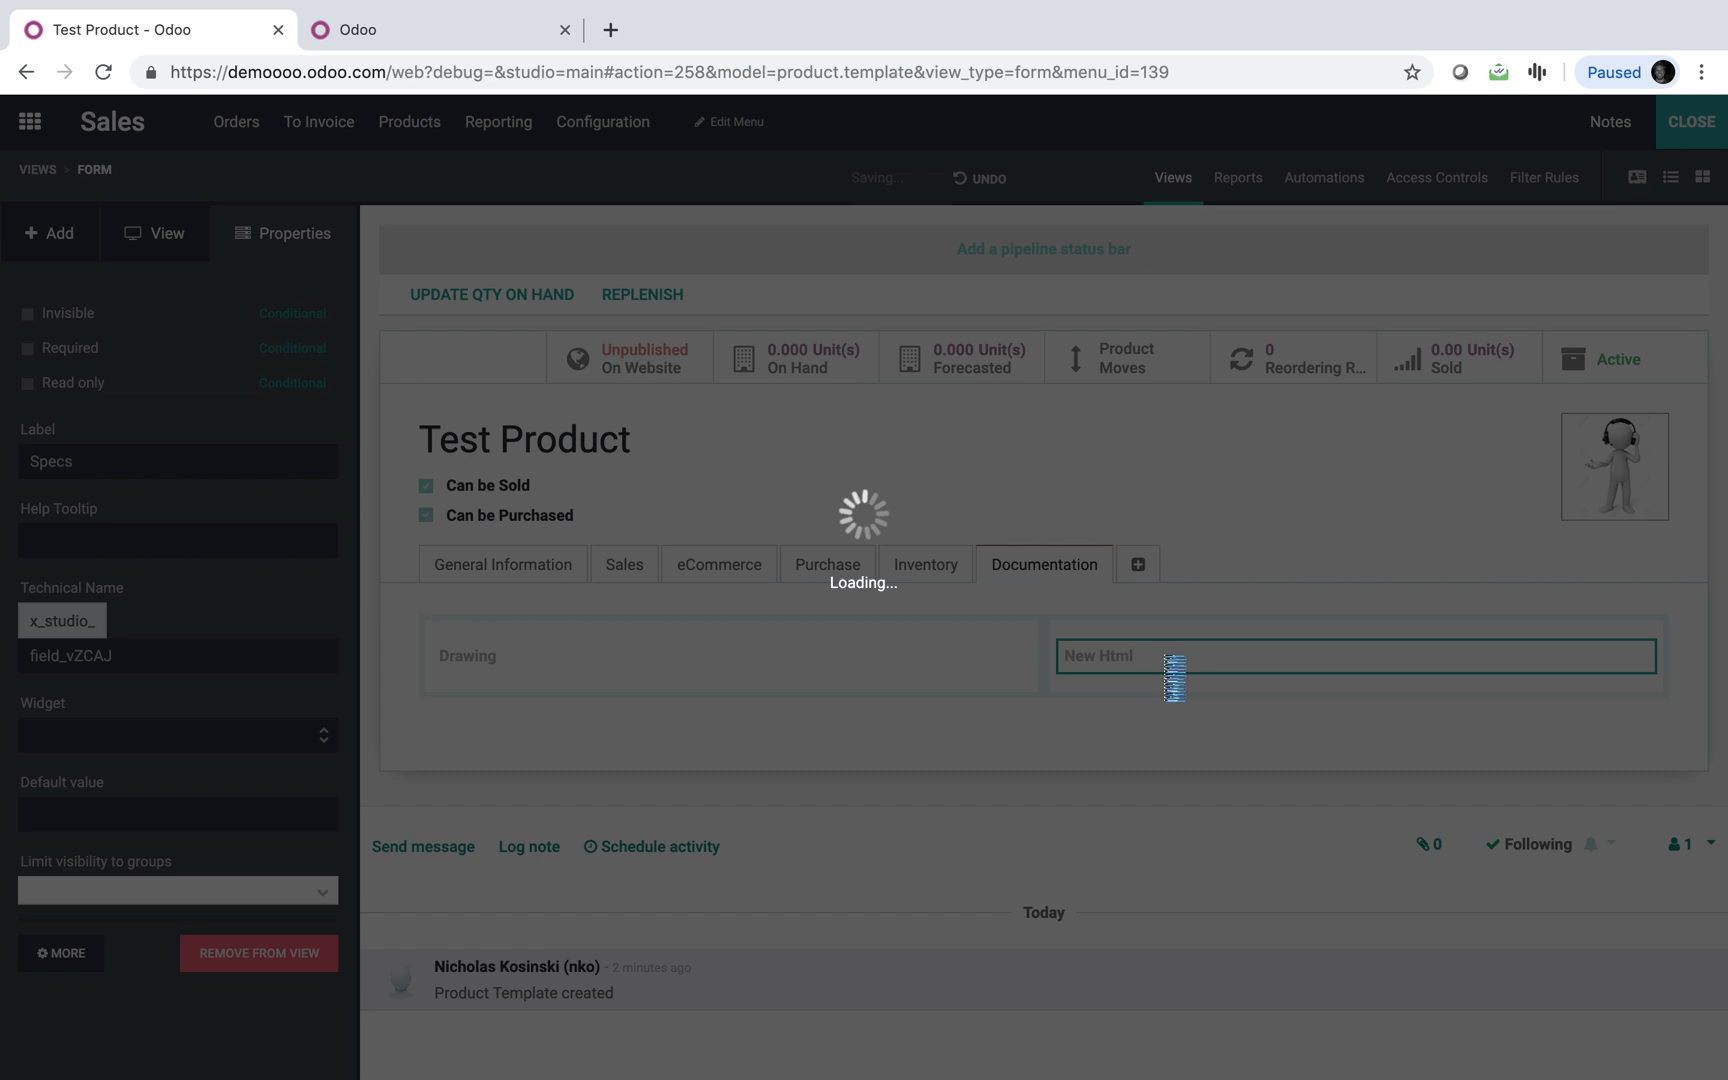 Test Product - Odoo
Odoo
https://demoooo.odoo.com/web?debug=&studio=main#action=258&model=product.template&view_type=form&menu_id=139
Paused
Sales
Orders
To Invoice
Products
Reporting
Configuration
Edit Menu
Notes
CLOSE
VIEWS > FORM
Saving...
UNDO
Views
Reports
Automations
Access Controls
Filter Rules
Add
View
Properties
Invisible
Conditional
Required
Conditional
Read only
Conditional
Label
Specs
Help Tooltip
Technical Name
x_studio_
field_vZCAJ
Widget
Default value
Limit visibility to groups
MORE
REMOVE FROM VIEW
Add a pipeline status bar
UPDATE QTY ON HAND
REPLENISH
Unpublished
On Website
0.000 Unit(s)
On Hand
0.000 Unit(s)
Forecasted
Product
Moves
0
Reordering R...
0.00 Unit(s)
Sold
Active
Test Product
Can be Sold
Can be Purchased
General Information
Sales
eCommerce
Purchase
Inventory
Documentation
Loading...
Drawing
New Html
Send message
Log note
Schedule activity
0
Following
1
Today
Nicholas Kosinski (nko) - 2 minutes ago
Product Template created